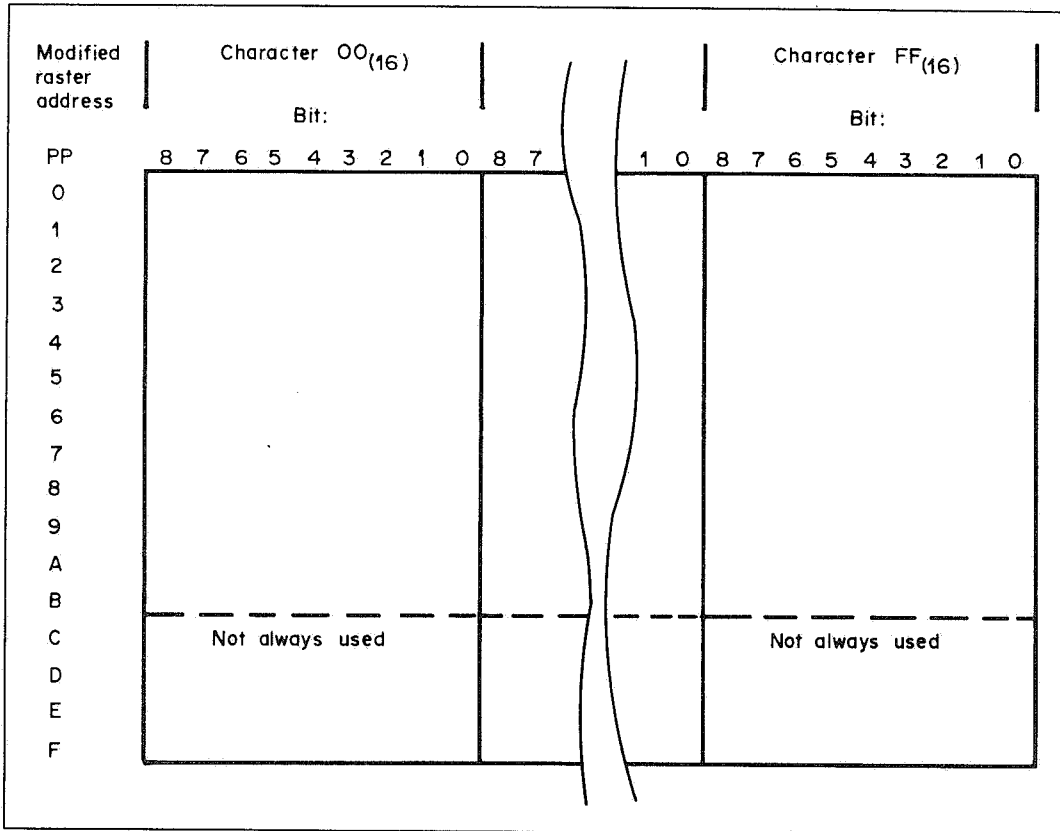 Modified Character 00(16) Character FF(16)
raster
address
Bit: Bit:
PP 8 7 6 5 4 3 2 1 0 8 7 1 0 8 7 6 5 4 3 2 1 0
0
1
2
3
4
5
6
7
8
9
A
B
C Not always used Not always used
D
E
F